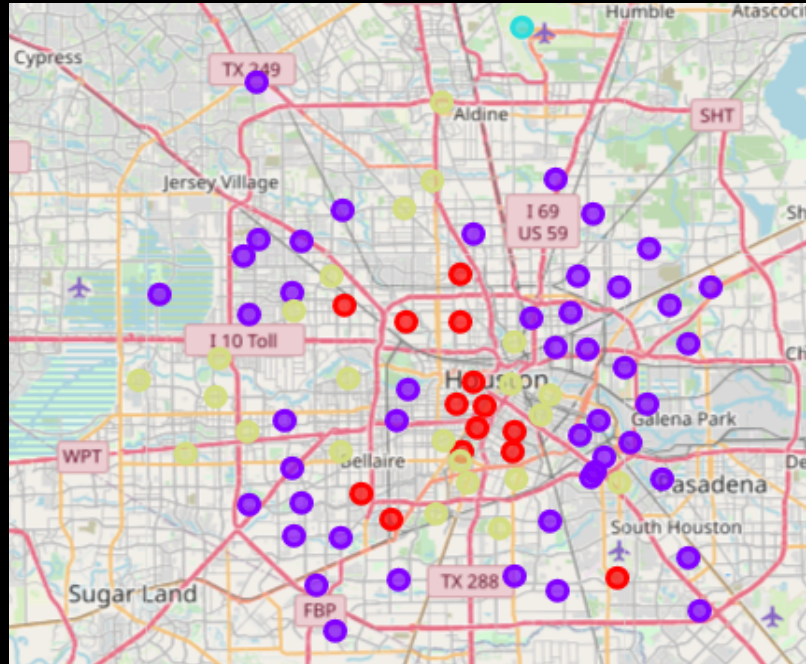 Humble
Atascocit
Cypress
TX 249
Aldine
SHT
Jersey Village
I 69
US 59
Sh
I 10 Toll
Ch
Houston
Galena Park
WPT
Bellaire
De
Pasadena
South Houston
TX 288
Sugar Land
FBP